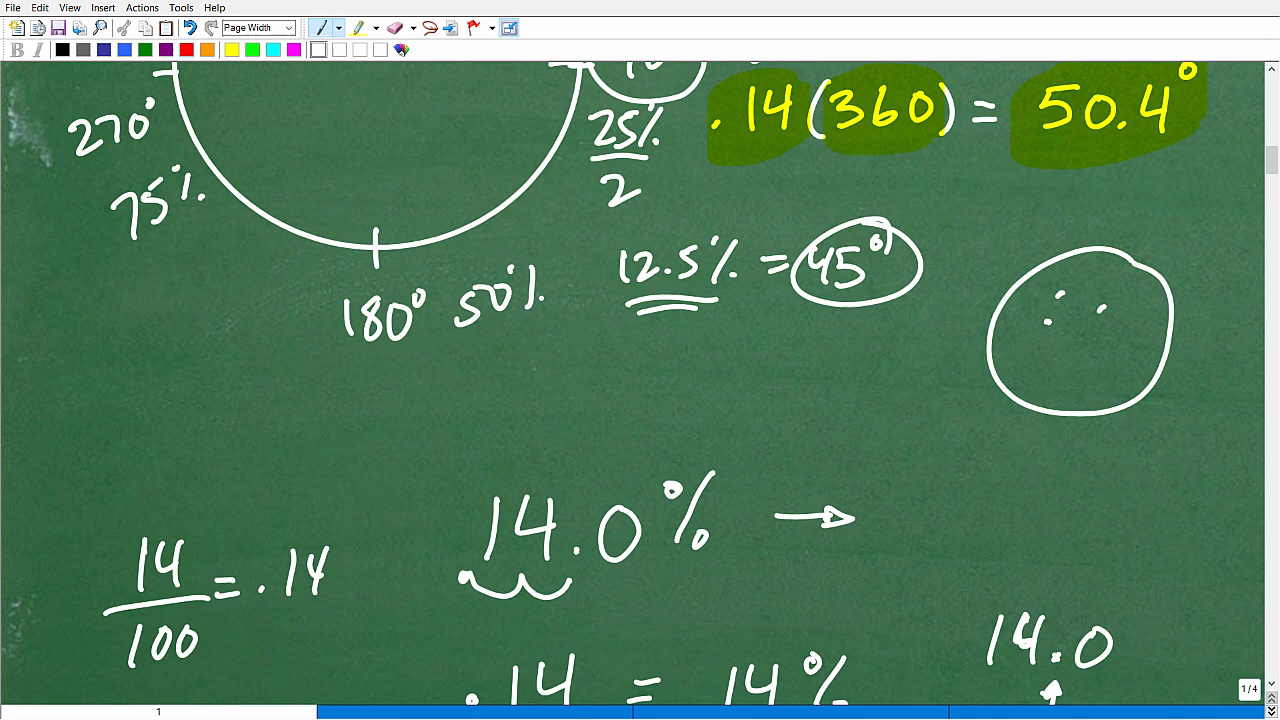 File Edit View Insert Actions Tools Help
Page Width
B I
270°
75%
180° 50%
25%
2
12.5% = 45°
.14(360) = 50.4°
14.0% →
14
100
= .14
.14 = 14%
14.0
1/4
1